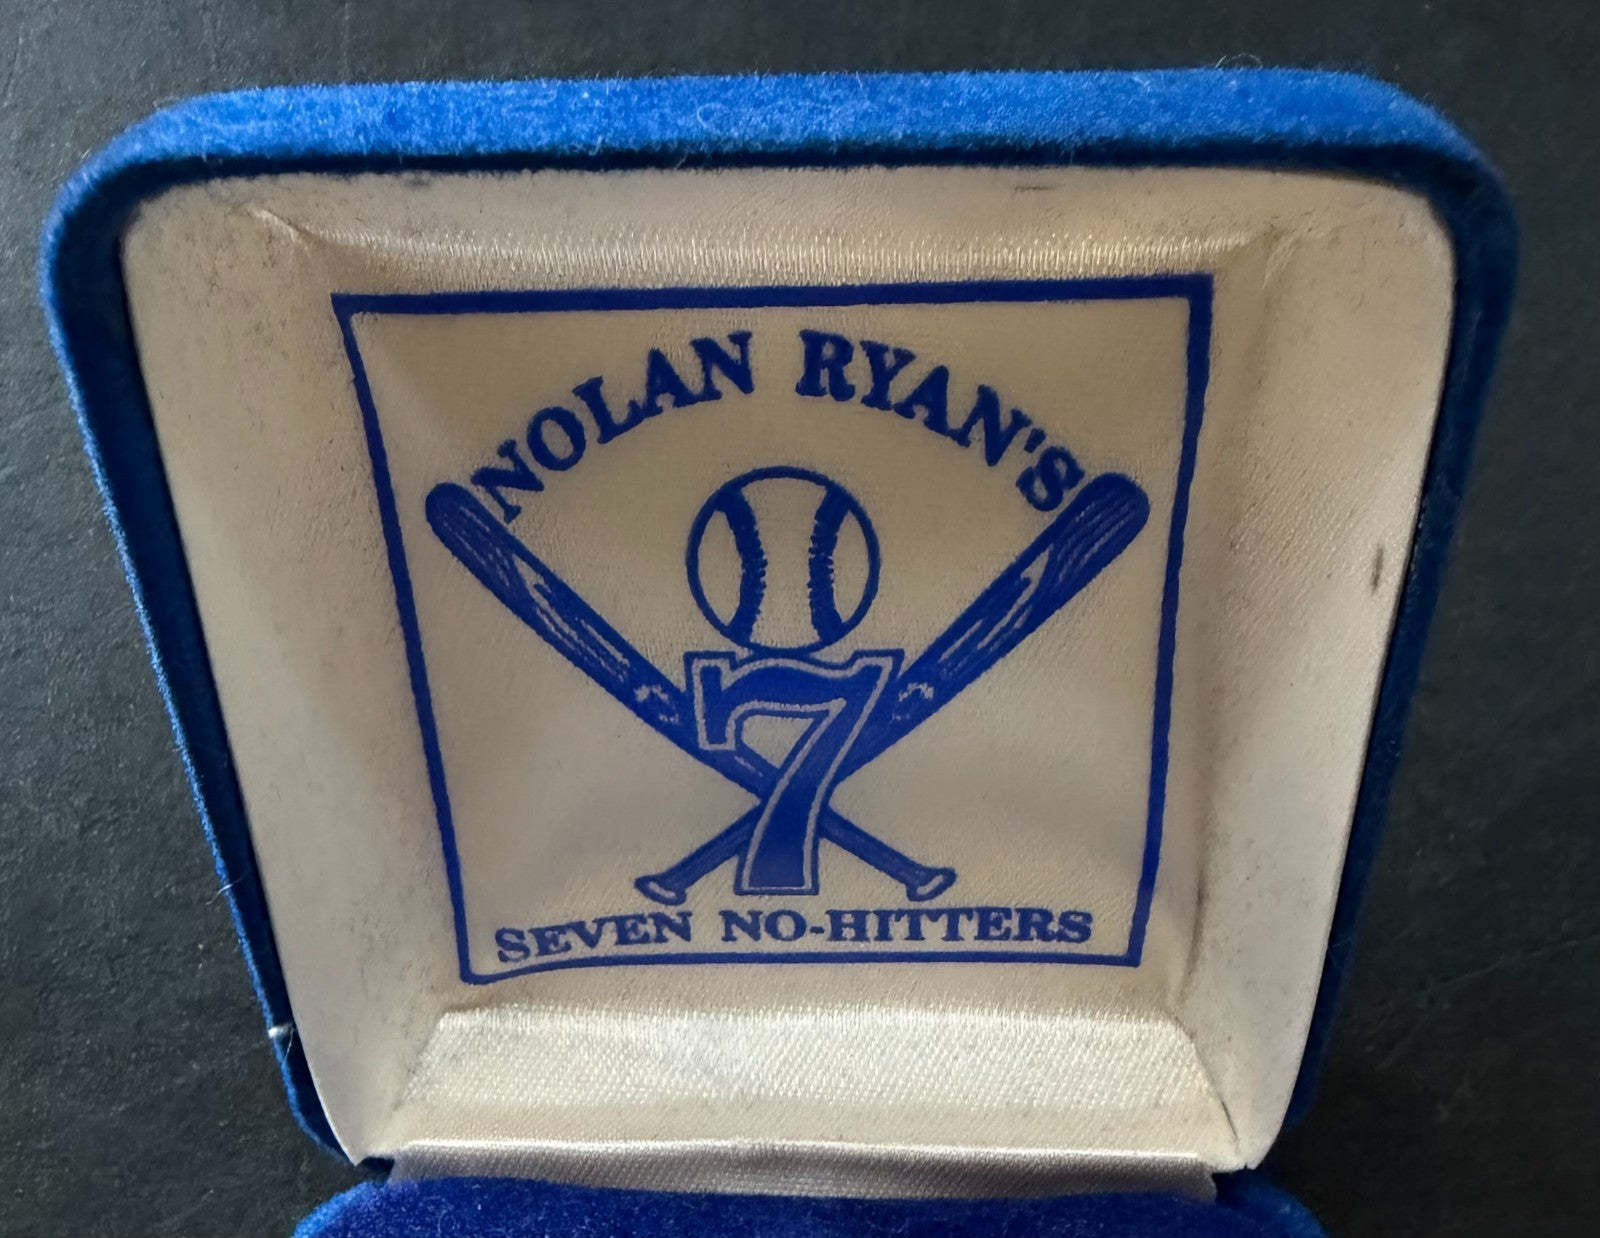 NOLAN RYAN'S
7
SEVEN NO-HITTERS